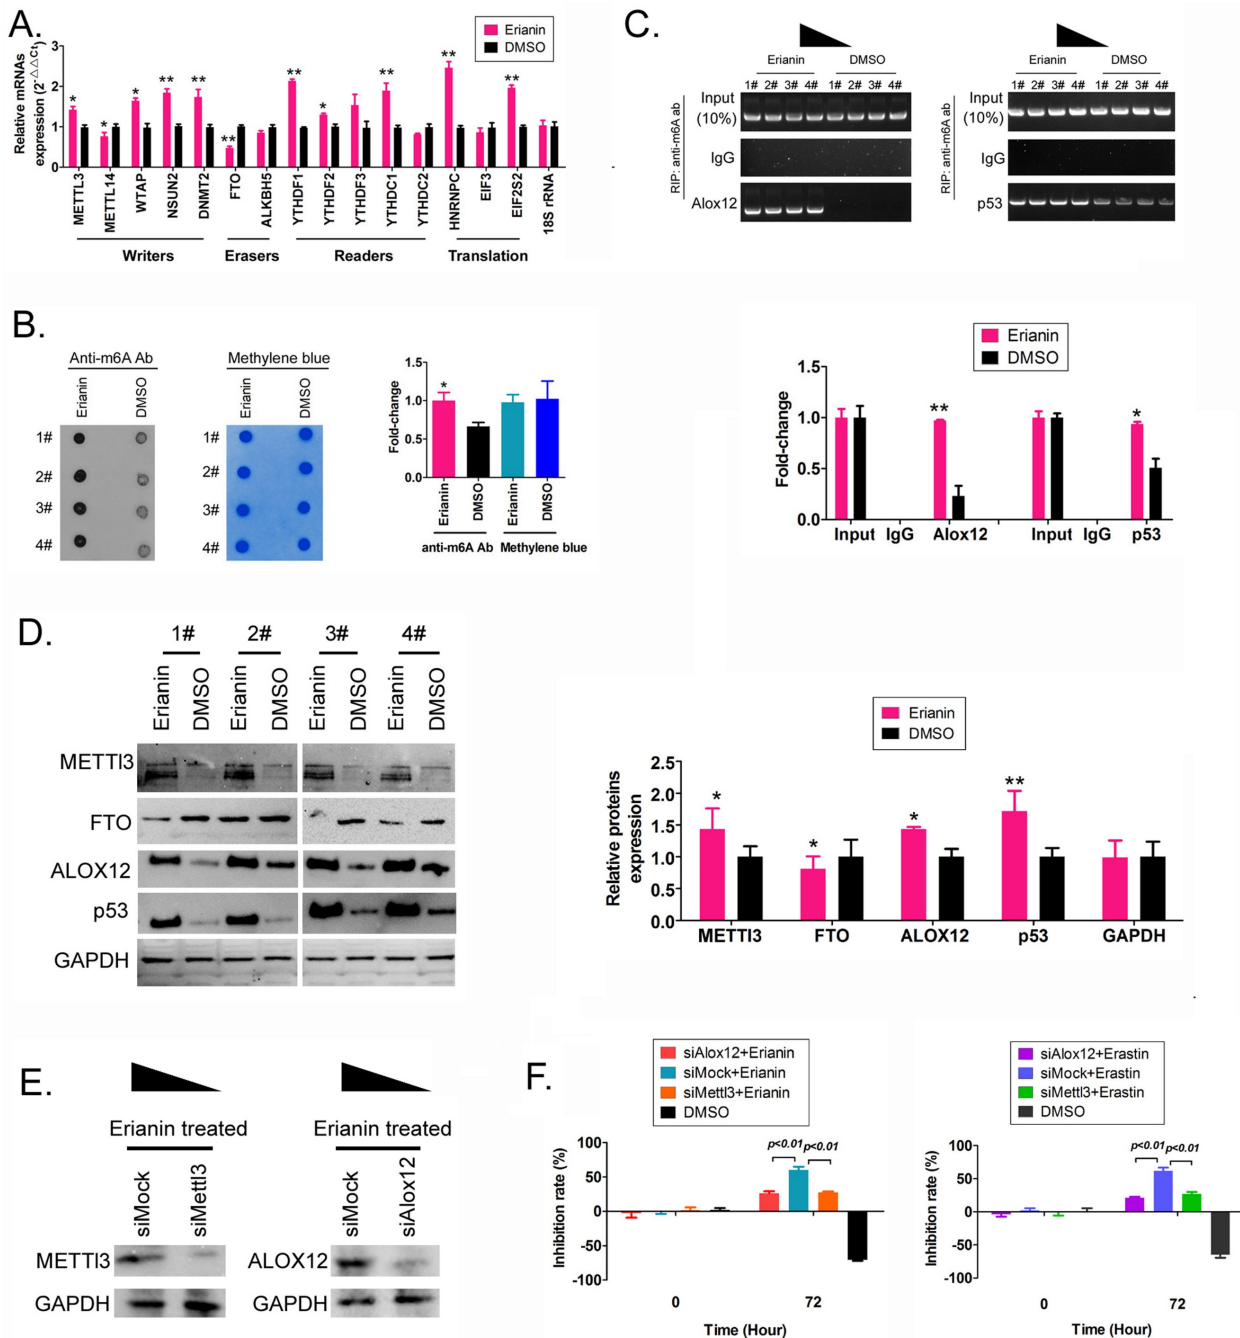 A.
Erianin
DMSO
Relative mRNAs
expression (2^-△△Ct)
3
2
1
0
* * * ** ** ** ** * ** ** **
METTL3
METTL14
WTAP
NSUN2
DNMT2
FTO
ALKBH5
YTHDF1
YTHDF2
YTHDF3
YTHDC1
YTHDC2
HNRNPC
EIF3
EIF2S2
18S rRNA
Writers
Erasers
Readers
Translation
C.
Erianin DMSO
1# 2# 3# 4# 1# 2# 3# 4#
RIP: anti-m6A ab
Input
(10%)
IgG
Alox12
Erianin DMSO
1# 2# 3# 4# 1# 2# 3# 4#
RIP: anti-m6A ab
Input
(10%)
IgG
p53
Erianin
DMSO
Fold-change
1.5
1.0
0.5
0.0
** *
Input IgG Alox12 Input IgG p53
B.
Anti-m6A Ab
Erianin
DMSO
1#
2#
3#
4#
Methylene blue
Erianin
DMSO
1#
2#
3#
4#
Fold-change
1.5
1.0
0.5
0.0
*
Erianin
DMSO
Erianin
DMSO
anti-m6A Ab Methylene blue
D.
1# 2# 3# 4#
Erianin
DMSO
Erianin
DMSO
Erianin
DMSO
Erianin
DMSO
METTl3
FTO
ALOX12
p53
GAPDH
Erianin
DMSO
Relative proteins
expression
2.5
2.0
1.5
1.0
0.5
0.0
* * * **
METTl3 FTO ALOX12 p53 GAPDH
E.
Erianin treated
siMock
siMettl3
METTl3
GAPDH
Erianin treated
siMock
siAlox12
ALOX12
GAPDH
F.
siAlox12+Erianin
siMock+Erianin
siMettl3+Erianin
DMSO
Inhibition rate (%)
100
50
0
-50
-100
p<0.01 p<0.01
0 72
Time (Hour)
siAlox12+Erastin
siMock+Erastin
siMettl3+Erastin
DMSO
Inhibition rate (%)
100
50
0
-50
-100
p<0.01 p<0.01
0 72
Time (Hour)